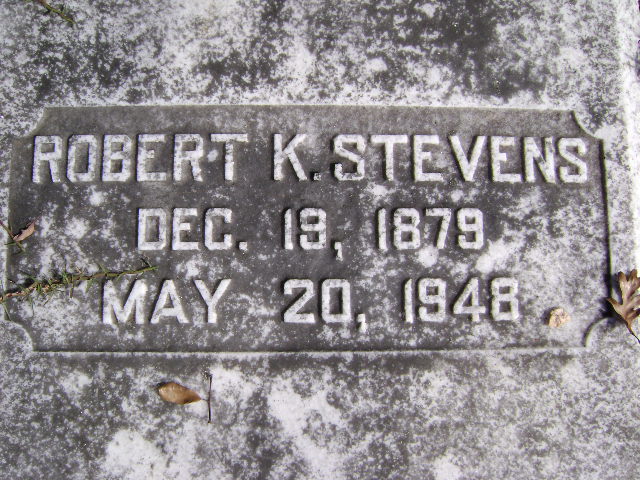 ROBERT K. STEVENS
DEC. 19, 1879
MAY 20, 1948